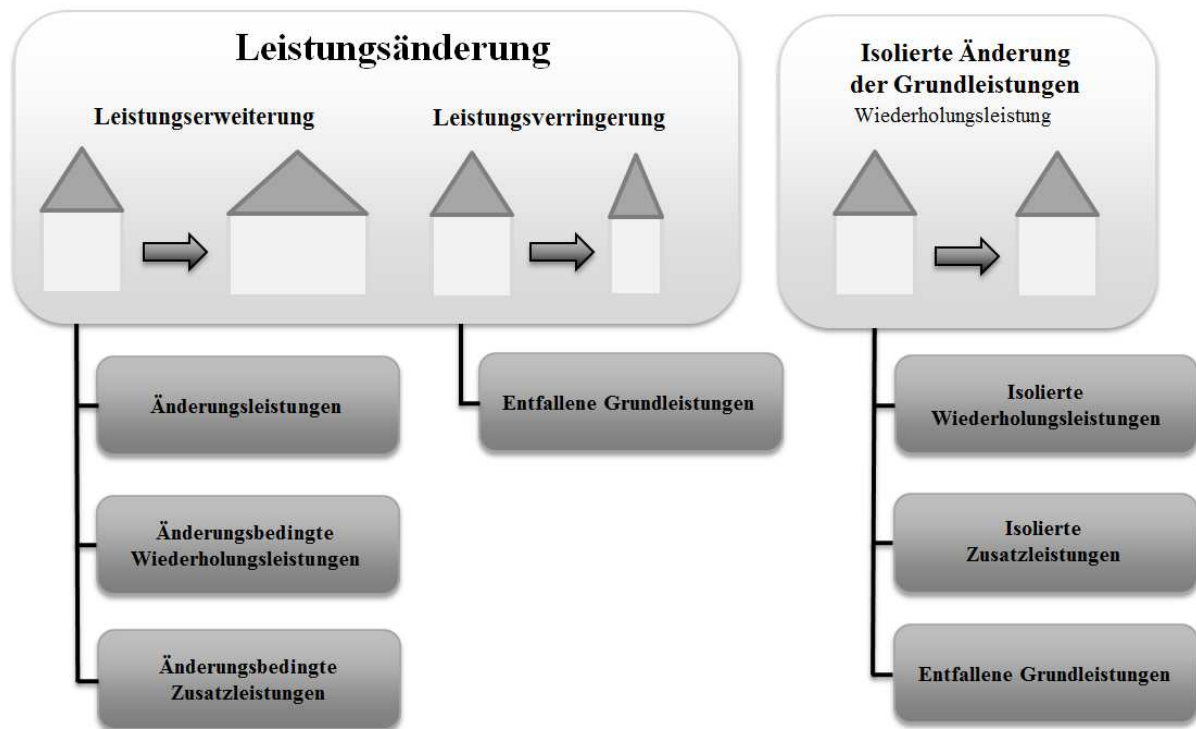 Leistungsänderung
Leistungserweiterung
Leistungsverringerung
Änderungsleistungen
Änderungsbedingte
Wiederholungsleistungen
Änderungsbedingte
Zusatzleistungen
Entfallene Grundleistungen
Isolierte Änderung
der Grundleistungen
Wiederholungsleistung
Isolierte
Wiederholungsleistungen
Isolierte
Zusatzleistungen
Entfallene Grundleistungen